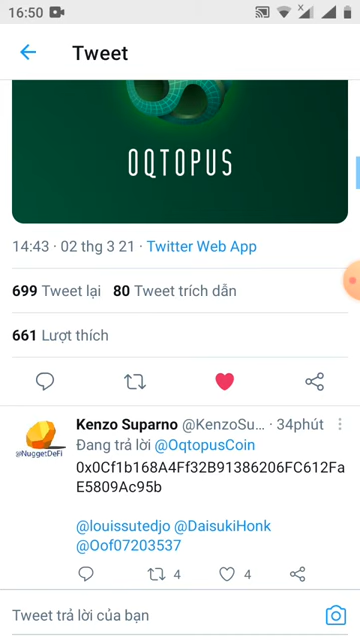 16:50
Tweet
OQTOPUS
14:43 · 02 thg 3 21 · Twitter Web App
699 Tweet lại 80 Tweet trích dẫn
661 Lượt thích
Kenzo Suparno @KenzoSu... · 34phút
Đang trả lời @OqtopusCoin
0x0Cf1b168A4Ff32B91386206FC612Fa
E5809Ac95b
@louissutedjo @DaisukiHonk
@Oof07203537
@NuggetDeFi
4 4
Tweet trả lời của bạn